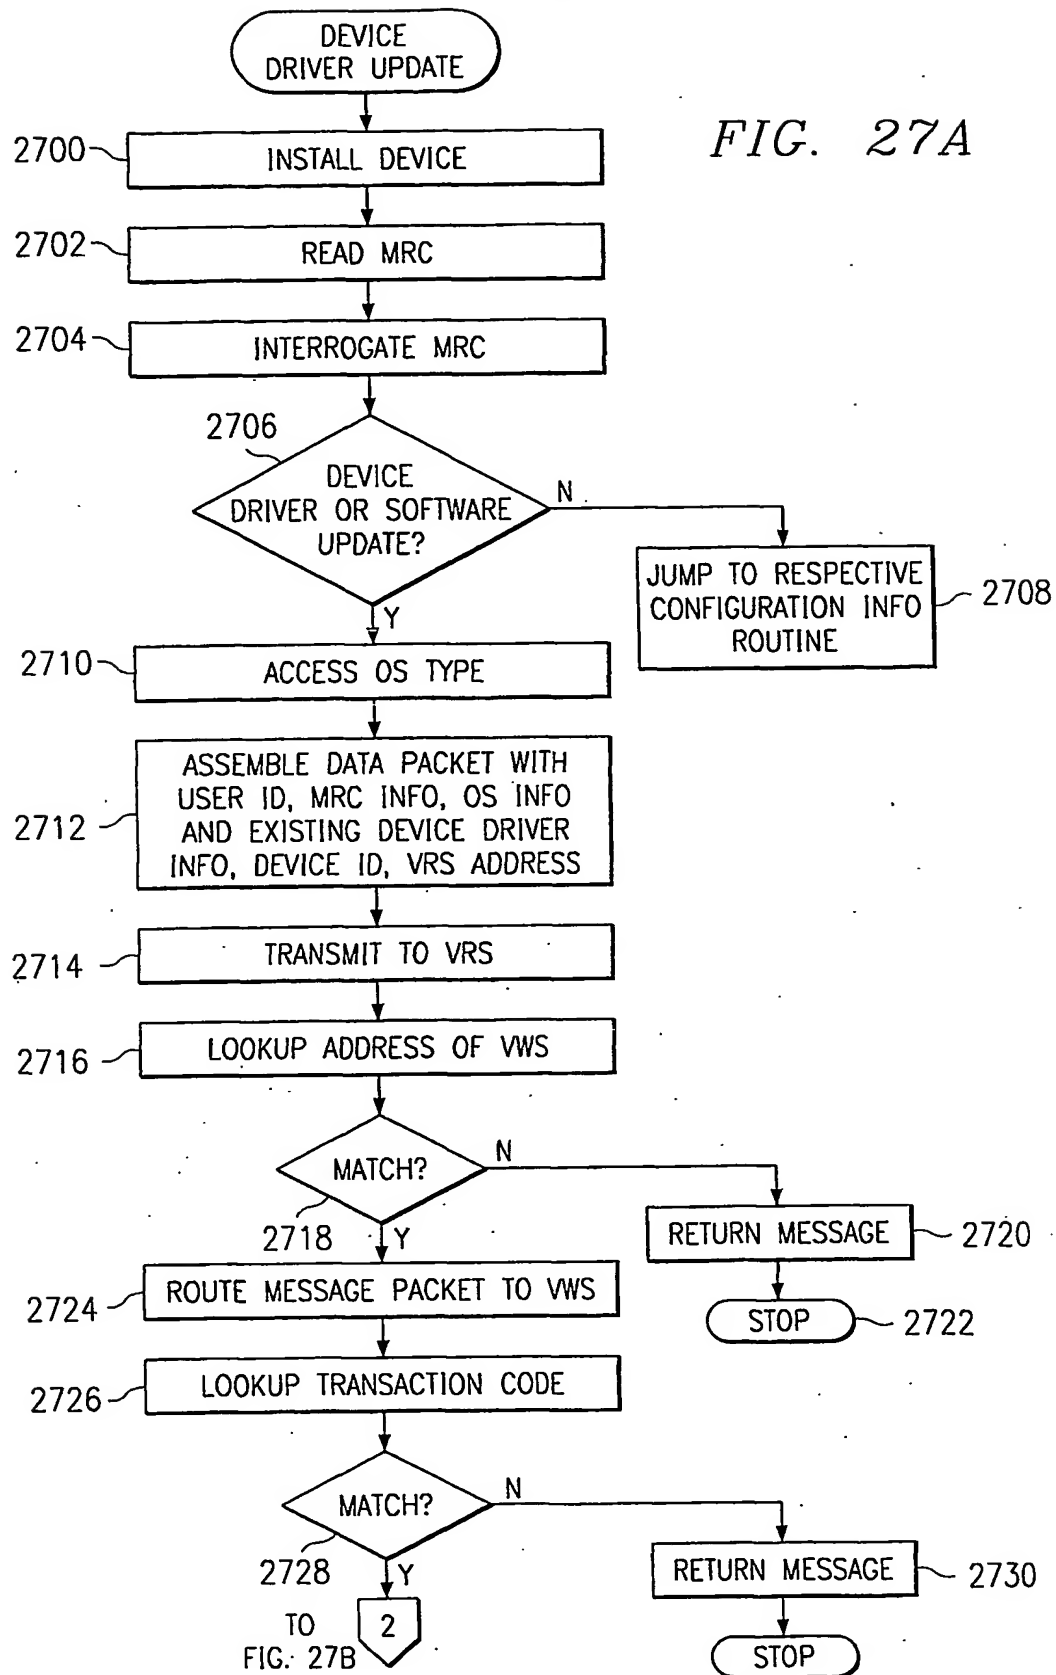 DEVICE
DRIVER UPDATE
FIG. 27A
2700
INSTALL DEVICE
2702
READ MRC
2704
INTERROGATE MRC
2706
DEVICE
DRIVER OR SOFTWARE
UPDATE?
N
JUMP TO RESPECTIVE
CONFIGURATION INFO
ROUTINE
2708
Y
2710
ACCESS OS TYPE
2712
ASSEMBLE DATA PACKET WITH
USER ID, MRC INFO, OS INFO
AND EXISTING DEVICE DRIVER
INFO, DEVICE ID, VRS ADDRESS
2714
TRANSMIT TO VRS
2716
LOOKUP ADDRESS OF VWS
MATCH?
N
2718
Y
RETURN MESSAGE
2720
STOP
2722
2724
ROUTE MESSAGE PACKET TO VWS
2726
LOOKUP TRANSACTION CODE
MATCH?
N
2728
Y
RETURN MESSAGE
2730
STOP
2
TO
FIG. 27B